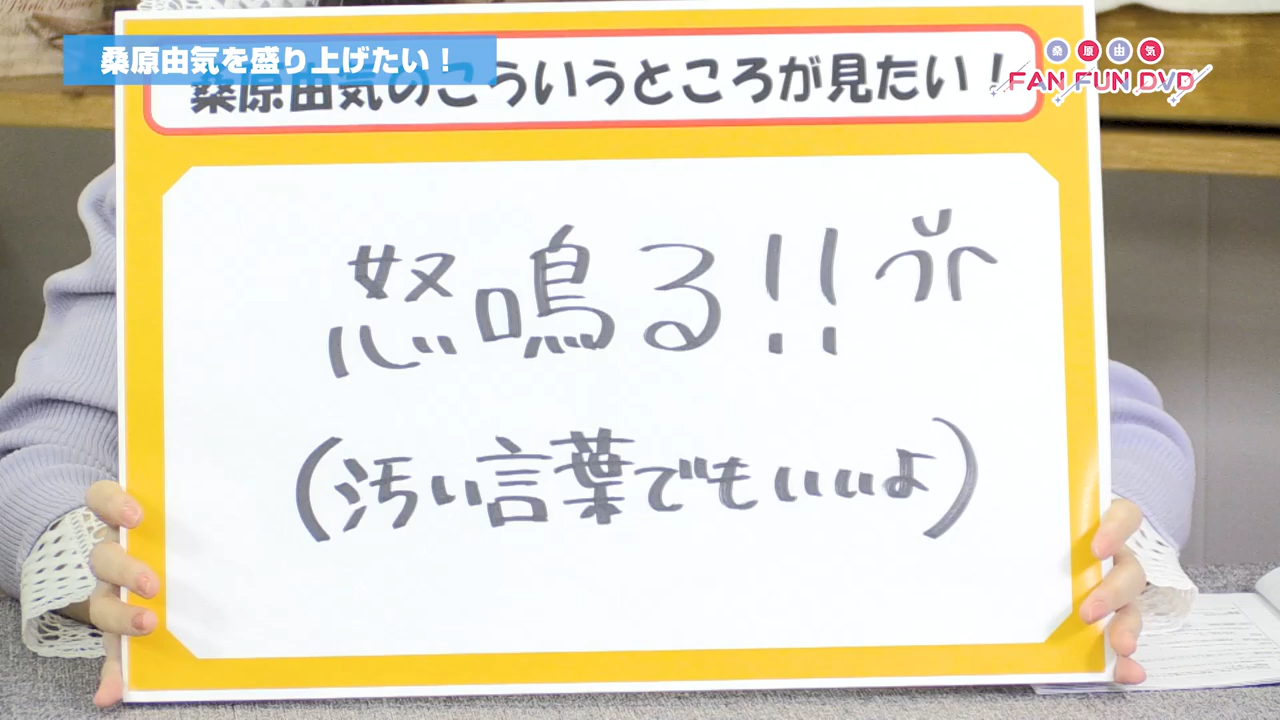 桑原由気を盛り上げたい！
桑原由気
FAN FUN DVD
桑原由気のこういうところが見たい！
怒鳴る!!
(汚い言葉でもいいよ)